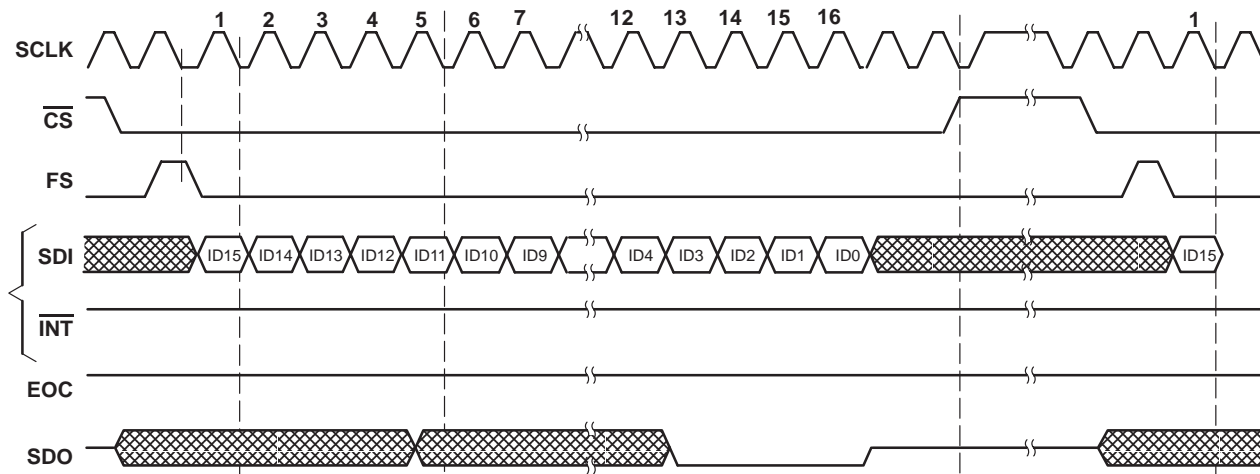 1 2 3 4 5 6 7 12 13 14 15 16 1
SCLK
CS
FS
SDI ID15 ID14 ID13 ID12 ID11 ID10 ID9 ID4 ID3 ID2 ID1 ID0 ID15
INT
EOC
SDO